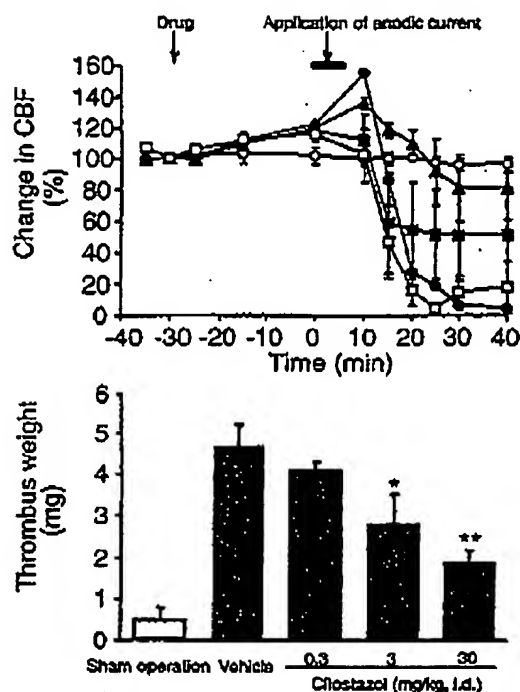 Drug Application of anodic current
160
140
120
100
80
60
40
20
0
Change in CBF
(%)
-40 -30 -20 -10 0 10 20 30 40
Time (min)
6
5
4
3
2
1
0
Thrombus weight
(mg)
*
**
Sham operation Vehicle 0.3 3 30
Cilostazol (mg/kg, i.d.)